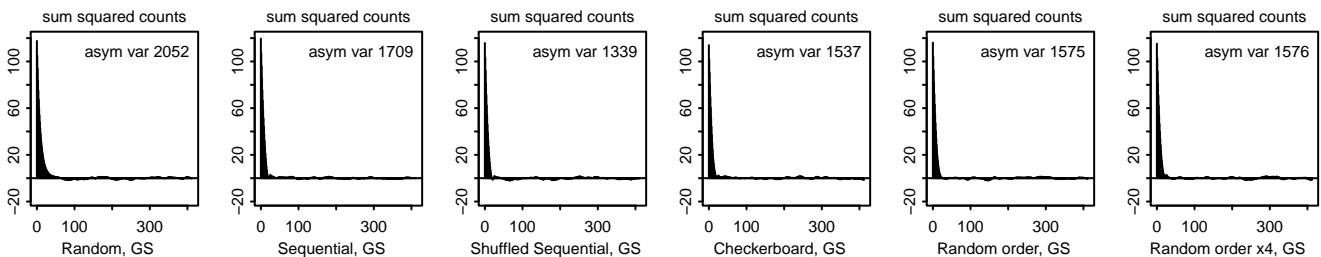 sum squared counts
asym var 2052
100
60
20
−20
0 100 300
Random, GS
sum squared counts
asym var 1709
100
60
20
−20
0 100 300
Sequential, GS
sum squared counts
asym var 1339
100
60
20
−20
0 100 300
Shuffled Sequential, GS
sum squared counts
asym var 1537
100
60
20
−20
0 100 300
Checkerboard, GS
sum squared counts
asym var 1575
100
60
20
−20
0 100 300
Random order, GS
sum squared counts
asym var 1576
100
60
20
−20
0 100 300
Random order x4, GS